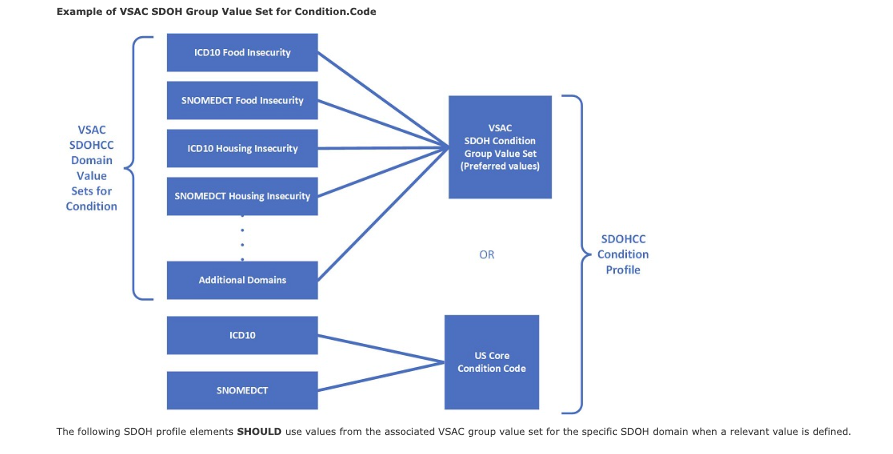 Example of VSAC SDOH Group Value Set for Condition.Code
ICD10 Food Insecurity
SNOMEDCT Food Insecurity
ICD10 Housing Insecurity
SNOMEDCT Housing Insecurity
Additional Domains
VSAC
SDOHCC
Domain
Value
Sets for
Condition
VSAC
SDOH Condition
Group Value Set
(Preferred values)
OR
SDOHCC
Condition
Profile
ICD10
SNOMEDCT
US Core
Condition Code
The following SDOH profile elements SHOULD use values from the associated VSAC group value set for the specific SDOH domain when a relevant value is defined.